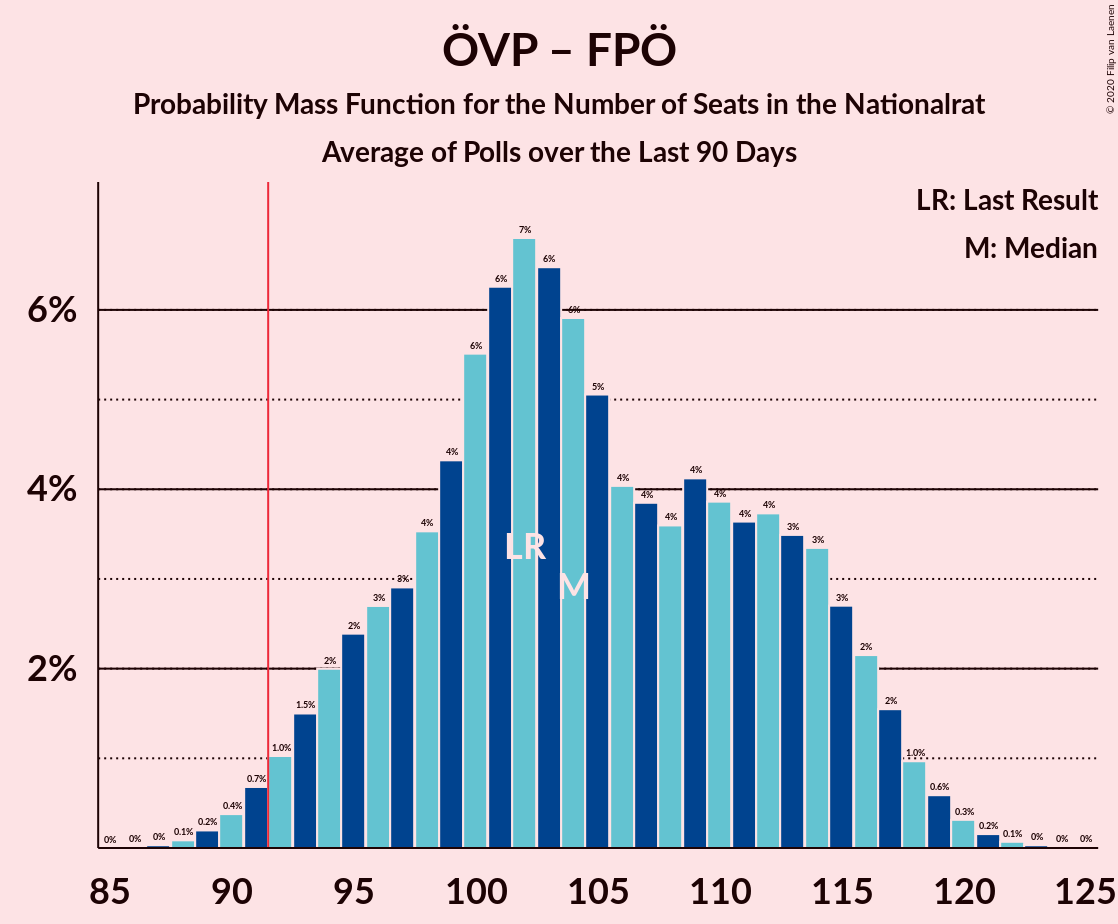 ÖVP – FPÖ
Probability Mass Function for the Number of Seats in the Nationalrat
Average of Polls over the Last 90 Days
© 2020 Filip van Laenen
LR: Last Result
M: Median
6%
4%
2%
0% 0% 0% 0.1% 0.2% 0.4% 0.7% 1.0% 1.5% 2% 2% 3% 3% 4% 4% 6% 6% 7% 6% 6% 5% 4% 4% 4% 4% 4% 4% 4% 3% 3% 3% 2% 2% 1.0% 0.6% 0.3% 0.2% 0.1% 0% 0% 0%
LR
M
85 90 95 100 105 110 115 120 125